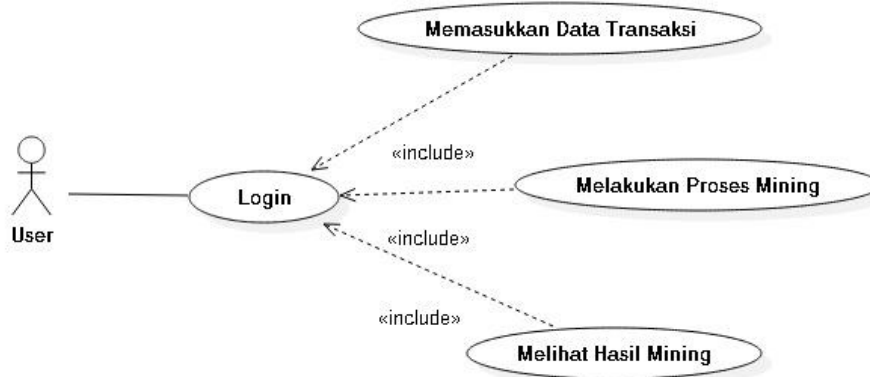 Memasukkan Data Transaksi
«include»
Melakukan Proses Mining
Login
User
«include»
«include»
Melihat Hasil Mining